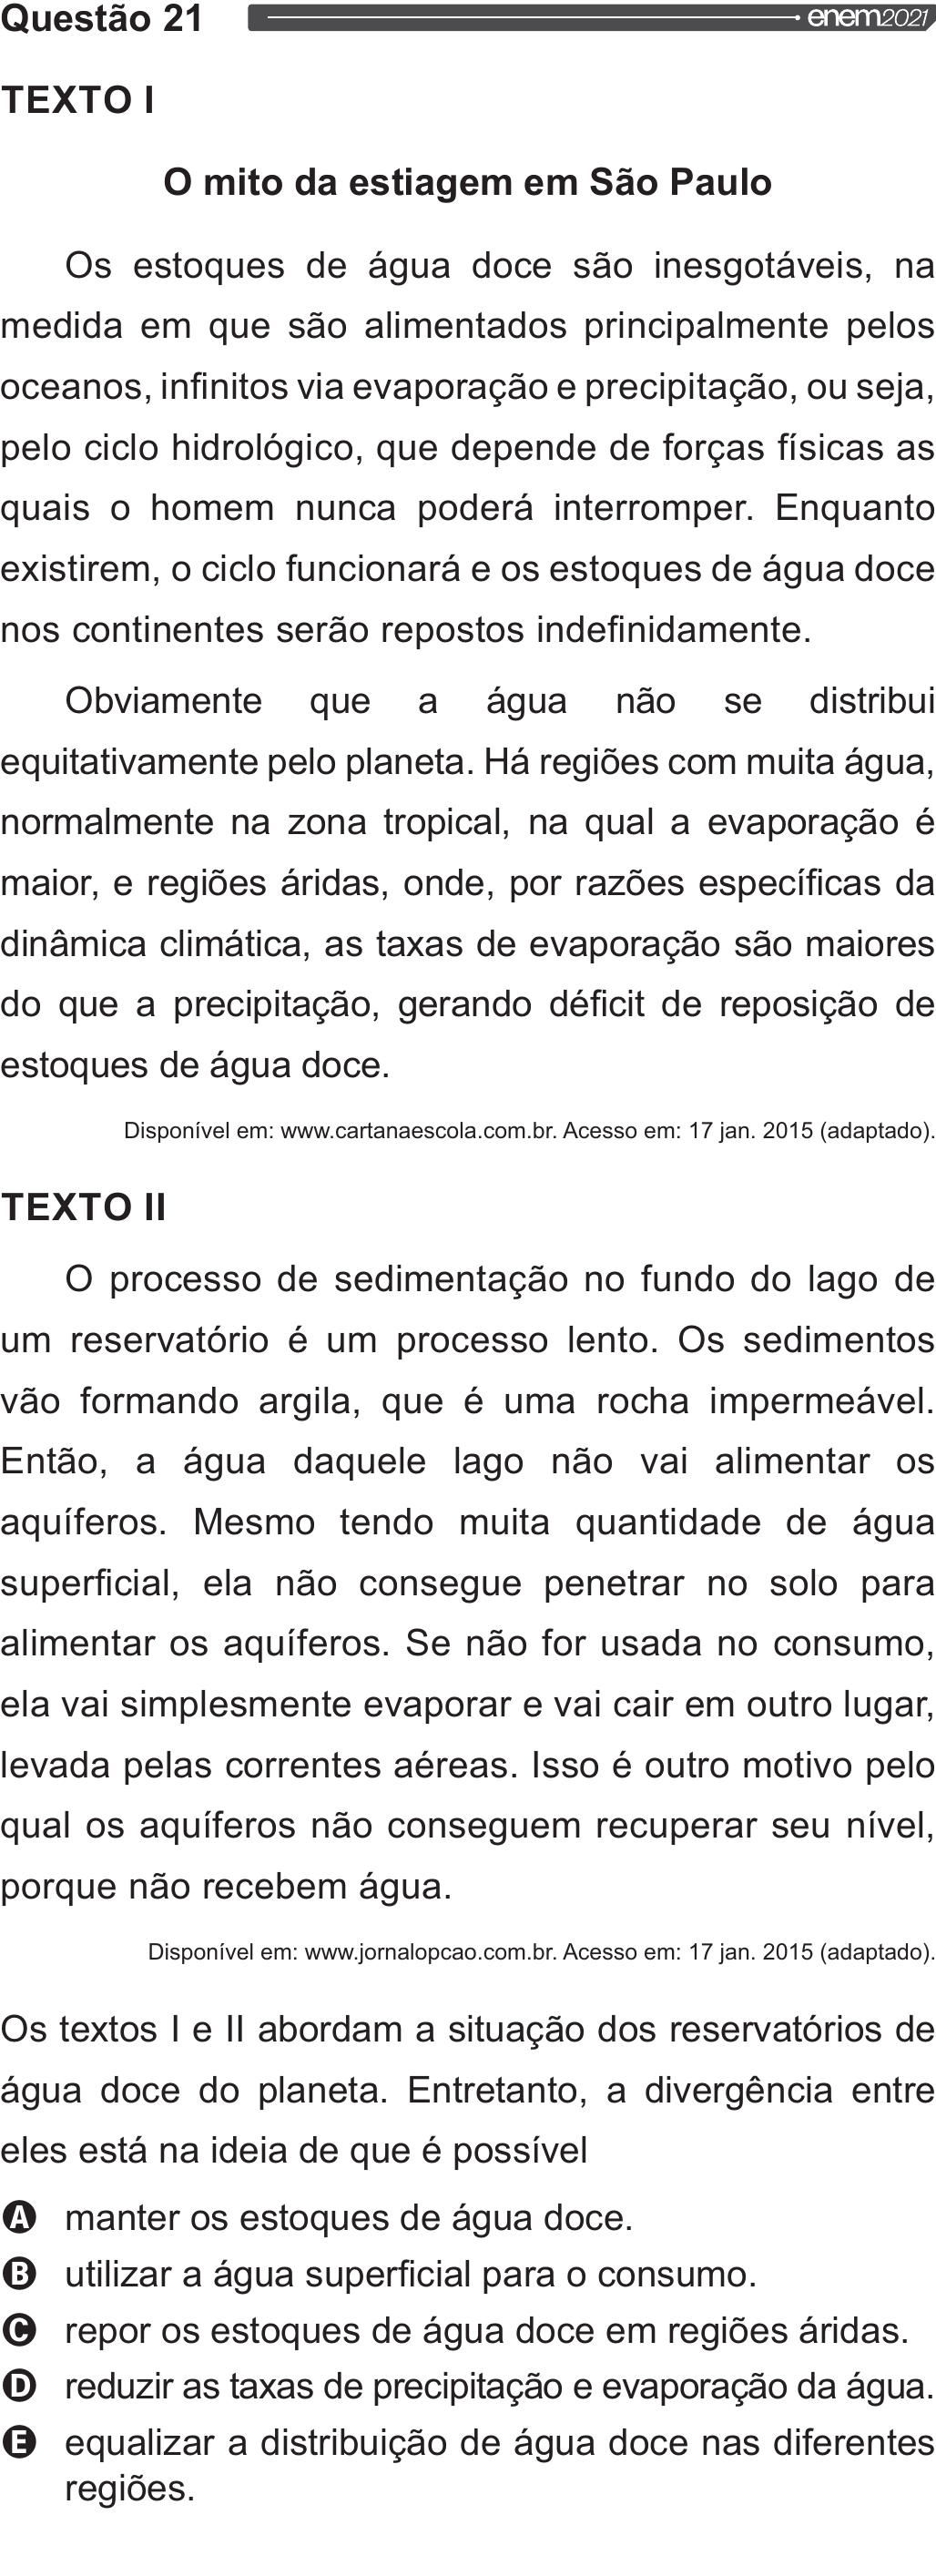 Questão 21 enem2021
TEXTO I
O mito da estiagem em São Paulo
Os estoques de água doce são inesgotáveis, na
medida em que são alimentados principalmente pelos
oceanos, infinitos via evaporação e precipitação, ou seja,
pelo ciclo hidrológico, que depende de forças físicas as
quais o homem nunca poderá interromper. Enquanto
existirem, o ciclo funcionará e os estoques de água doce
nos continentes serão repostos indefinidamente.
Obviamente que a água não se distribui
equitativamente pelo planeta. Há regiões com muita água,
normalmente na zona tropical, na qual a evaporação é
maior, e regiões áridas, onde, por razões específicas da
dinâmica climática, as taxas de evaporação são maiores
do que a precipitação, gerando déficit de reposição de
estoques de água doce.
Disponível em: www.cartanaescola.com.br. Acesso em: 17 jan. 2015 (adaptado).
TEXTO II
O processo de sedimentação no fundo do lago de
um reservatório é um processo lento. Os sedimentos
vão formando argila, que é uma rocha impermeável.
Então, a água daquele lago não vai alimentar os
aquíferos. Mesmo tendo muita quantidade de água
superficial, ela não consegue penetrar no solo para
alimentar os aquíferos. Se não for usada no consumo,
ela vai simplesmente evaporar e vai cair em outro lugar,
levada pelas correntes aéreas. Isso é outro motivo pelo
qual os aquíferos não conseguem recuperar seu nível,
porque não recebem água.
Disponível em: www.jornalopcao.com.br. Acesso em: 17 jan. 2015 (adaptado).
Os textos I e II abordam a situação dos reservatórios de
água doce do planeta. Entretanto, a divergência entre
eles está na ideia de que é possível
A manter os estoques de água doce.
B utilizar a água superficial para o consumo.
C repor os estoques de água doce em regiões áridas.
D reduzir as taxas de precipitação e evaporação da água.
E equalizar a distribuição de água doce nas diferentes
regiões.